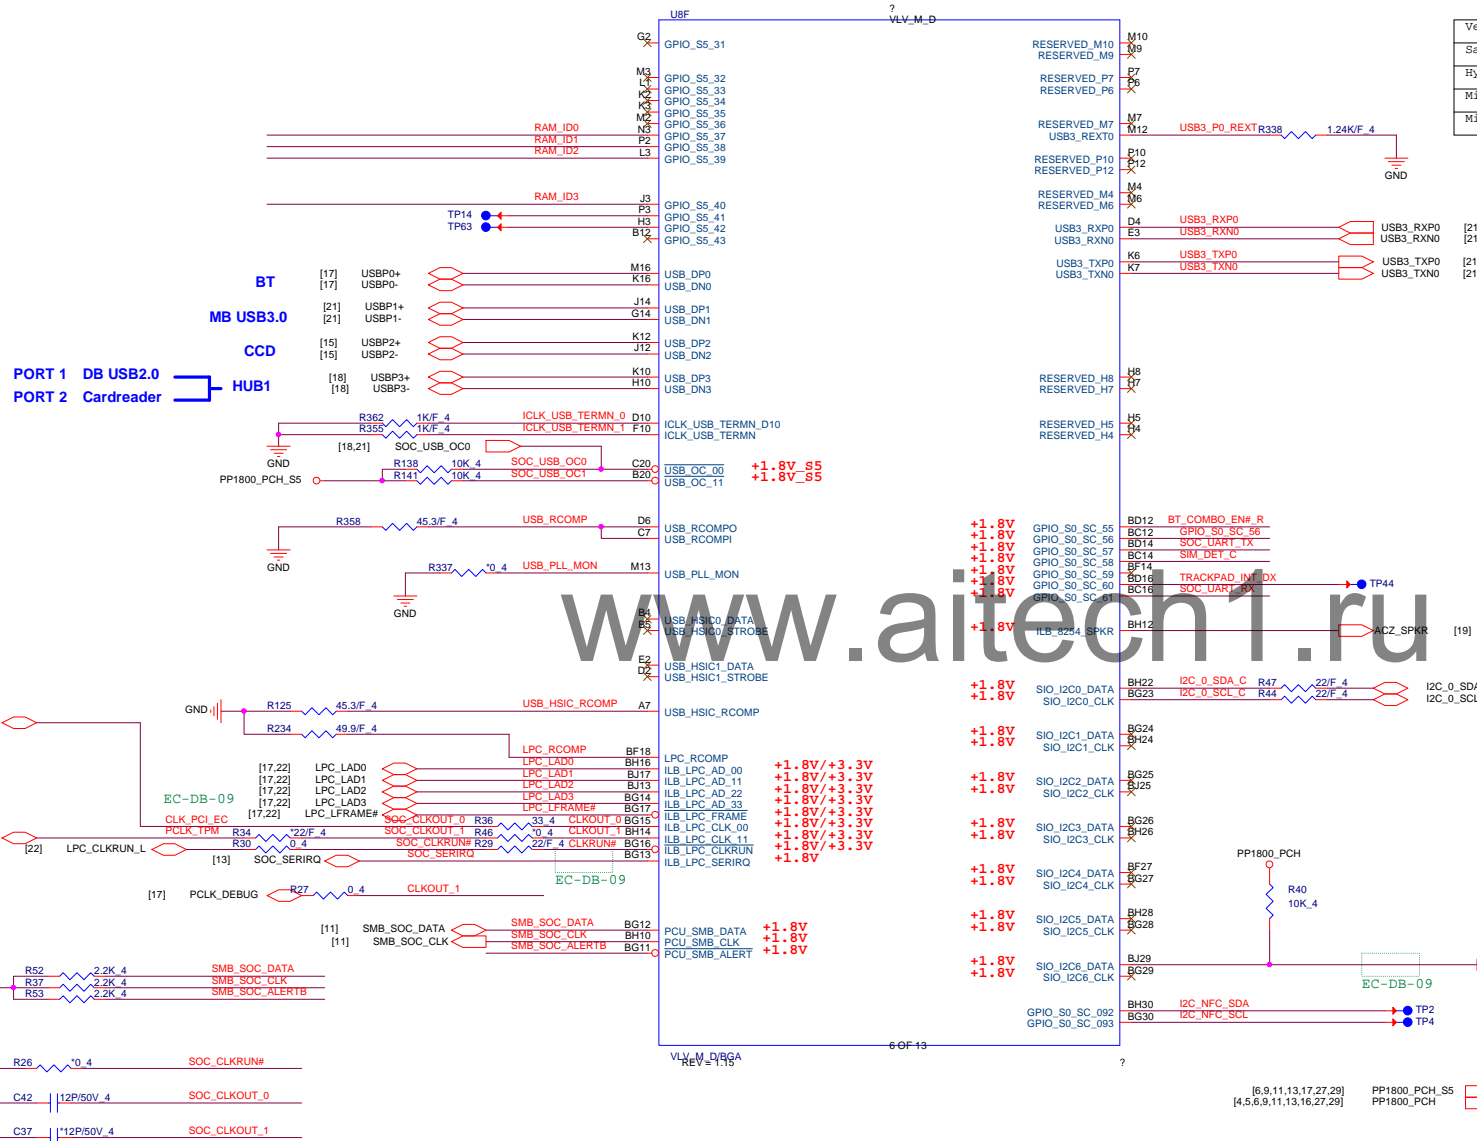 U8F
?
VLV_M_D
G2 GPIO_S5_31
M3 GPIO_S5_32
L1 GPIO_S5_33
K2 GPIO_S5_34
K3 GPIO_S5_35
M2 GPIO_S5_36
RAM_ID0 N3 GPIO_S5_37
RAM_ID1 P2 GPIO_S5_38
RAM_ID2 L3 GPIO_S5_39
RAM_ID3 J3 GPIO_S5_40
TP14 P3 GPIO_S5_41
TP63 H3 GPIO_S5_42
B12 GPIO_S5_43
BT [17] USBP0+ M16 USB_DP0
[17] USBP0- K16 USB_DN0
MB USB3.0 [21] USBP1+ J14 USB_DP1
[21] USBP1- G14 USB_DN1
CCD [15] USBP2+ K12 USB_DP2
[15] USBP2- J12 USB_DN2
PORT 1 DB USB2.0
PORT 2 Cardreader
HUB1
[18] USBP3+ K10 USB_DP3
[18] USBP3- H10 USB_DN3
R362 1K/F_4 ICLK_USB_TERMN_0 D10 ICLK_USB_TERMN_D10
R355 1K/F_4 ICLK_USB_TERMN_1 F10 ICLK_USB_TERMN
GND
[18,21] SOC_USB_OC0
R138 10K_4 SOC_USB_OC0 C20 USB_OC_00 +1.8V_S5
PP1800_PCH_S5 R141 10K_4 SOC_USB_OC1 B20 USB_OC_11 +1.8V_S5
R358 45.3/F_4 USB_RCOMP D6 USB_RCOMPO
C7 USB_RCOMPI
GND
R337 *0_4 USB_PLL_MON M13 USB_PLL_MON
GND
B4 USB_HSIC0_DATA
B5 USB_HSIC0_STROBE
E2 USB_HSIC1_DATA
D2 USB_HSIC1_STROBE
GND R125 45.3/F_4 USB_HSIC_RCOMP A7 USB_HSIC_RCOMP
R234 49.9/F_4
LPC_RCOMP BF18 LPC_RCOMP
[17,22] LPC_LAD0 LPC_LAD0 BH16 ILB_LPC_AD_00 +1.8V/+3.3V
[17,22] LPC_LAD1 LPC_LAD1 BJ17 ILB_LPC_AD_11 +1.8V/+3.3V
[17,22] LPC_LAD2 LPC_LAD2 BJ13 ILB_LPC_AD_22 +1.8V/+3.3V
EC-DB-09 [17,22] LPC_LAD3 LPC_LAD3 BG14 ILB_LPC_AD_33 +1.8V/+3.3V
[17,22] LPC_LFRAME# LPC_LFRAME# BG17 ILB_LPC_FRAME +1.8V/+3.3V
CLK_PCI_EC SOC_CLKOUT_0 R36 33_4 CLKOUT_0 BG15 ILB_LPC_CLK_00 +1.8V/+3.3V
PCLK_TPM R34 *22/F_4 SOC_CLKOUT_1 R46 *0_4 CLKOUT_1 BH14 ILB_LPC_CLK_11 +1.8V/+3.3V
[22] LPC_CLKRUN_L R30 0_4 SOC_CLKRUN# R29 22/F_4 CLKRUN# BG16 ILB_LPC_CLKRUN +1.8V/+3.3V
[13] SOC_SERIRQ SOC_SERIRQ BG13 ILB_LPC_SERIRQ +1.8V
EC-DB-09
[17] PCLK_DEBUG R27 0_4 CLKOUT_1
[11] SMB_SOC_DATA SMB_SOC_DATA BG12 PCU_SMB_DATA +1.8V
[11] SMB_SOC_CLK SMB_SOC_CLK BH10 PCU_SMB_CLK +1.8V
SMB_SOC_ALERTB BG11 PCU_SMB_ALERT +1.8V
R52 2.2K_4 SMB_SOC_DATA
R37 2.2K_4 SMB_SOC_CLK
R53 2.2K_4 SMB_SOC_ALERTB
R26 *0_4 SOC_CLKRUN#
C42 12P/50V_4 SOC_CLKOUT_0
C37 *12P/50V_4 SOC_CLKOUT_1
RESERVED_M10 M10
RESERVED_M9 M9
RESERVED_P7 P7
RESERVED_P6 P6
RESERVED_M7 M7
USB3_REXT0 M12 USB3_P0_REXT R338 1.24K/F_4
GND
RESERVED_P10 P10
RESERVED_P12 P12
RESERVED_M4 M4
RESERVED_M6 M6
USB3_RXP0 D4 USB3_RXP0 USB3_RXP0 [21
USB3_RXN0 E3 USB3_RXN0 USB3_RXN0 [21
USB3_TXP0 K6 USB3_TXP0 USB3_TXP0 [21
USB3_TXN0 K7 USB3_TXN0 USB3_TXN0 [21
RESERVED_H8 H8
RESERVED_H7 H7
RESERVED_H5 H5
RESERVED_H4 H4
+1.8V GPIO_S0_SC_55 BD12 BT_COMBO_EN#_R
+1.8V GPIO_S0_SC_56 BC12 GPIO_S0_SC_56
+1.8V GPIO_S0_SC_57 BD14 SOC_UART_TX
+1.8V GPIO_S0_SC_58 BC14 SIM_DET_C
+1.8V GPIO_S0_SC_59 BF14
+1.8V GPIO_S0_SC_60 BD16 TRACKPAD_INT_DX TP44
+1.8V GPIO_S0_SC_61 BC16 SOC_UART_RX
+1.8V ILB_8254_SPKR BH12 ACZ_SPKR [19]
www.aitech1.ru
+1.8V SIO_I2C0_DATA BH22 I2C_0_SDA_C R47 22/F_4 I2C_0_SDA
+1.8V SIO_I2C0_CLK BG23 I2C_0_SCL_C R44 22/F_4 I2C_0_SCL
+1.8V SIO_I2C1_DATA BG24
+1.8V SIO_I2C1_CLK BH24
+1.8V SIO_I2C2_DATA BG25
+1.8V SIO_I2C2_CLK BJ25
+1.8V SIO_I2C3_DATA BG26
+1.8V SIO_I2C3_CLK BH26
+1.8V SIO_I2C4_DATA BF27
+1.8V SIO_I2C4_CLK BG27
+1.8V SIO_I2C5_DATA BH28
+1.8V SIO_I2C5_CLK BG28
PP1800_PCH
R40
10K_4
+1.8V SIO_I2C6_DATA BJ29
+1.8V SIO_I2C6_CLK BG29
EC-DB-09
GPIO_S0_SC_092 BH30 I2C_NFC_SDA TP2
GPIO_S0_SC_093 BG30 I2C_NFC_SCL TP4
6 OF 13
VLV_M_D/BGA
REV = 1.15
?
[6,9,11,13,17,27,29] PP1800_PCH_S5
[4,5,6,9,11,13,16,27,29] PP1800_PCH
Ve
Sa
Hy
Mi
Mi